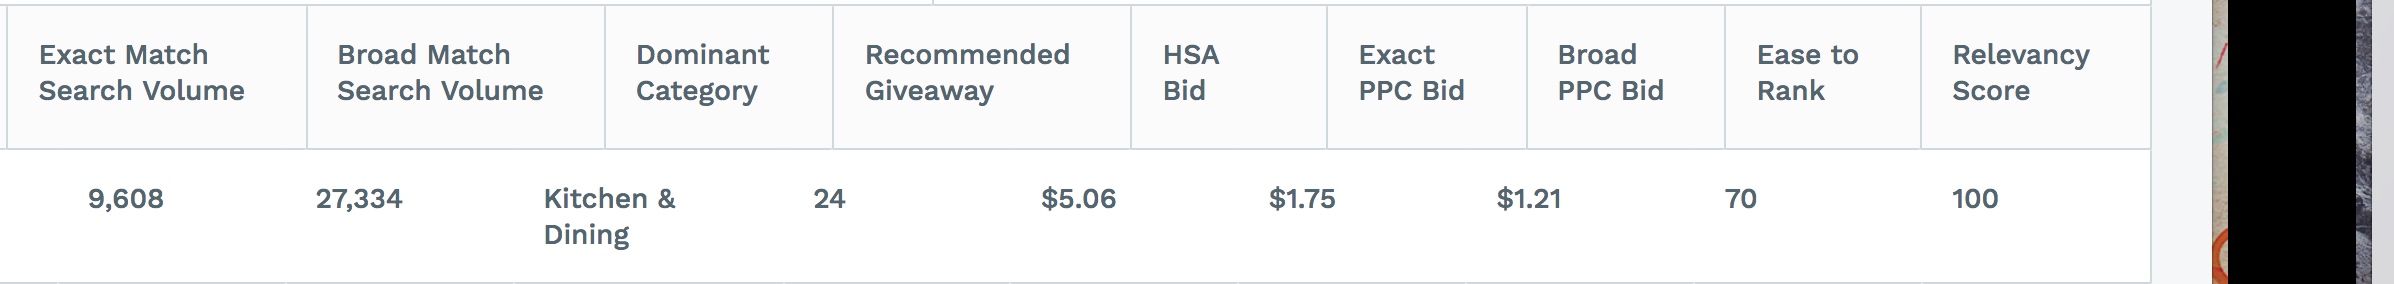 Exact Match
Search Volume
Broad Match
Search Volume
Dominant
Category
Recommended
Giveaway
HSA
Bid
Exact
PPC Bid
Broad
PPC Bid
Ease to
Rank
Relevancy
Score
9,608
27,334
Kitchen &
Dining
24
$5.06
$1.75
$1.21
70
100